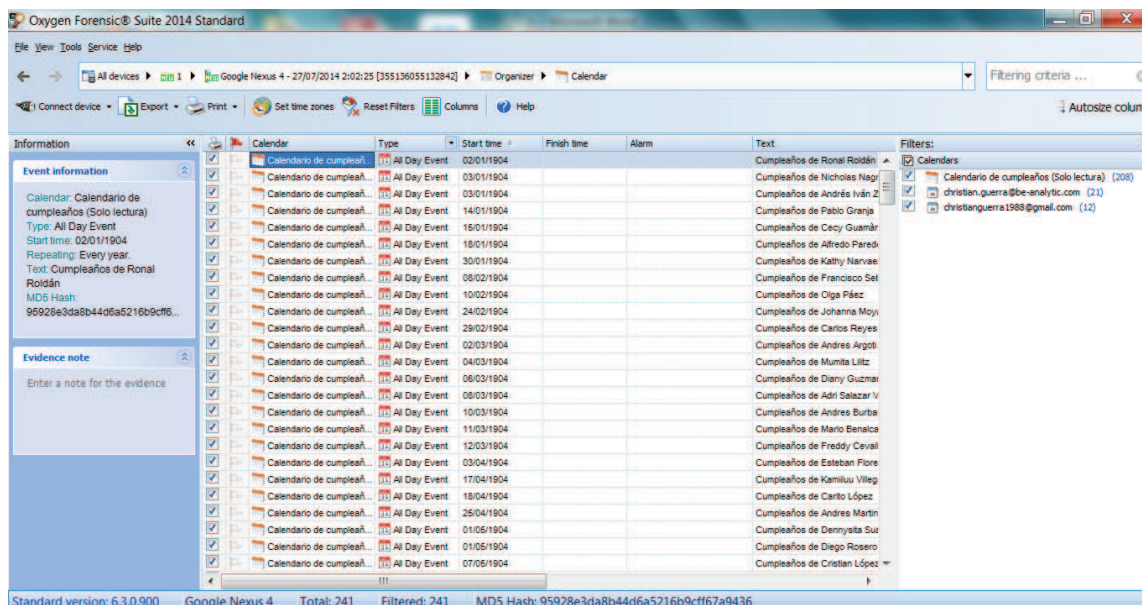 Oxygen Forensic® Suite 2014 Standard
File View Tools Service Help
All devices 1 Google Nexus 4 - 27/07/2014 2:02:25 [355136055132842] Organizer Calendar
Filtering criteria ...
Connect device Export Print Set time zones Reset Filters Columns Help
Autosize colum
Information
Event information
Calendar: Calendario de
cumpleaños (Solo lectura)
Type: All Day Event
Start time: 02/01/1904
Repeating: Every year.
Text: Cumpleaños de Ronal
Roldán
MD5 Hash:
95928e3da8b44d6a5216b9cff6...
Evidence note
Enter a note for the evidence
Calendar Type Start time Finish time Alarm Text
Calendario de cumpleañ... All Day Event 02/01/1904 Cumpleaños de Ronal Roldán
Calendario de cumpleañ... All Day Event 03/01/1904 Cumpleaños de Nicholas Nagr
Calendario de cumpleañ... All Day Event 03/01/1904 Cumpleaños de Andrés Iván Z
Calendario de cumpleañ... All Day Event 14/01/1904 Cumpleaños de Pablo Granja
Calendario de cumpleañ... All Day Event 15/01/1904 Cumpleaños de Cecy Guamàr
Calendario de cumpleañ... All Day Event 18/01/1904 Cumpleaños de Alfredo Pared
Calendario de cumpleañ... All Day Event 30/01/1904 Cumpleaños de Kathy Narvae
Calendario de cumpleañ... All Day Event 08/02/1904 Cumpleaños de Francisco Set
Calendario de cumpleañ... All Day Event 10/02/1904 Cumpleaños de Olga Páez
Calendario de cumpleañ... All Day Event 24/02/1904 Cumpleaños de Johanna Moy
Calendario de cumpleañ... All Day Event 29/02/1904 Cumpleaños de Carlos Reyes
Calendario de cumpleañ... All Day Event 02/03/1904 Cumpleaños de Andres Argoti
Calendario de cumpleañ... All Day Event 04/03/1904 Cumpleaños de Mumita Lilitz
Calendario de cumpleañ... All Day Event 06/03/1904 Cumpleaños de Diany Guzma
Calendario de cumpleañ... All Day Event 08/03/1904 Cumpleaños de Adri Salazar V
Calendario de cumpleañ... All Day Event 10/03/1904 Cumpleaños de Andres Burba
Calendario de cumpleañ... All Day Event 11/03/1904 Cumpleaños de Mario Benalca
Calendario de cumpleañ... All Day Event 12/03/1904 Cumpleaños de Freddy Cevall
Calendario de cumpleañ... All Day Event 03/04/1904 Cumpleaños de Esteban Flore
Calendario de cumpleañ... All Day Event 17/04/1904 Cumpleaños de Kamiluu Villeg
Calendario de cumpleañ... All Day Event 18/04/1904 Cumpleaños de Carito López
Calendario de cumpleañ... All Day Event 26/04/1904 Cumpleaños de Andres Martin
Calendario de cumpleañ... All Day Event 01/05/1904 Cumpleaños de Dennysita Sua
Calendario de cumpleañ... All Day Event 01/05/1904 Cumpleaños de Diego Rosero
Calendario de cumpleañ... All Day Event 07/05/1904 Cumpleaños de Cristian López
Filters:
Calendars
Calendario de cumpleaños (Solo lectura) (208)
christian.guerra@be-analytic.com (21)
christianguerra1988@gmail.com (12)
Standard version: 6.3.0.900 Google Nexus 4 Total: 241 Filtered: 241 MD5 Hash: 95928e3da8b44d6a5216b9cff67a9436